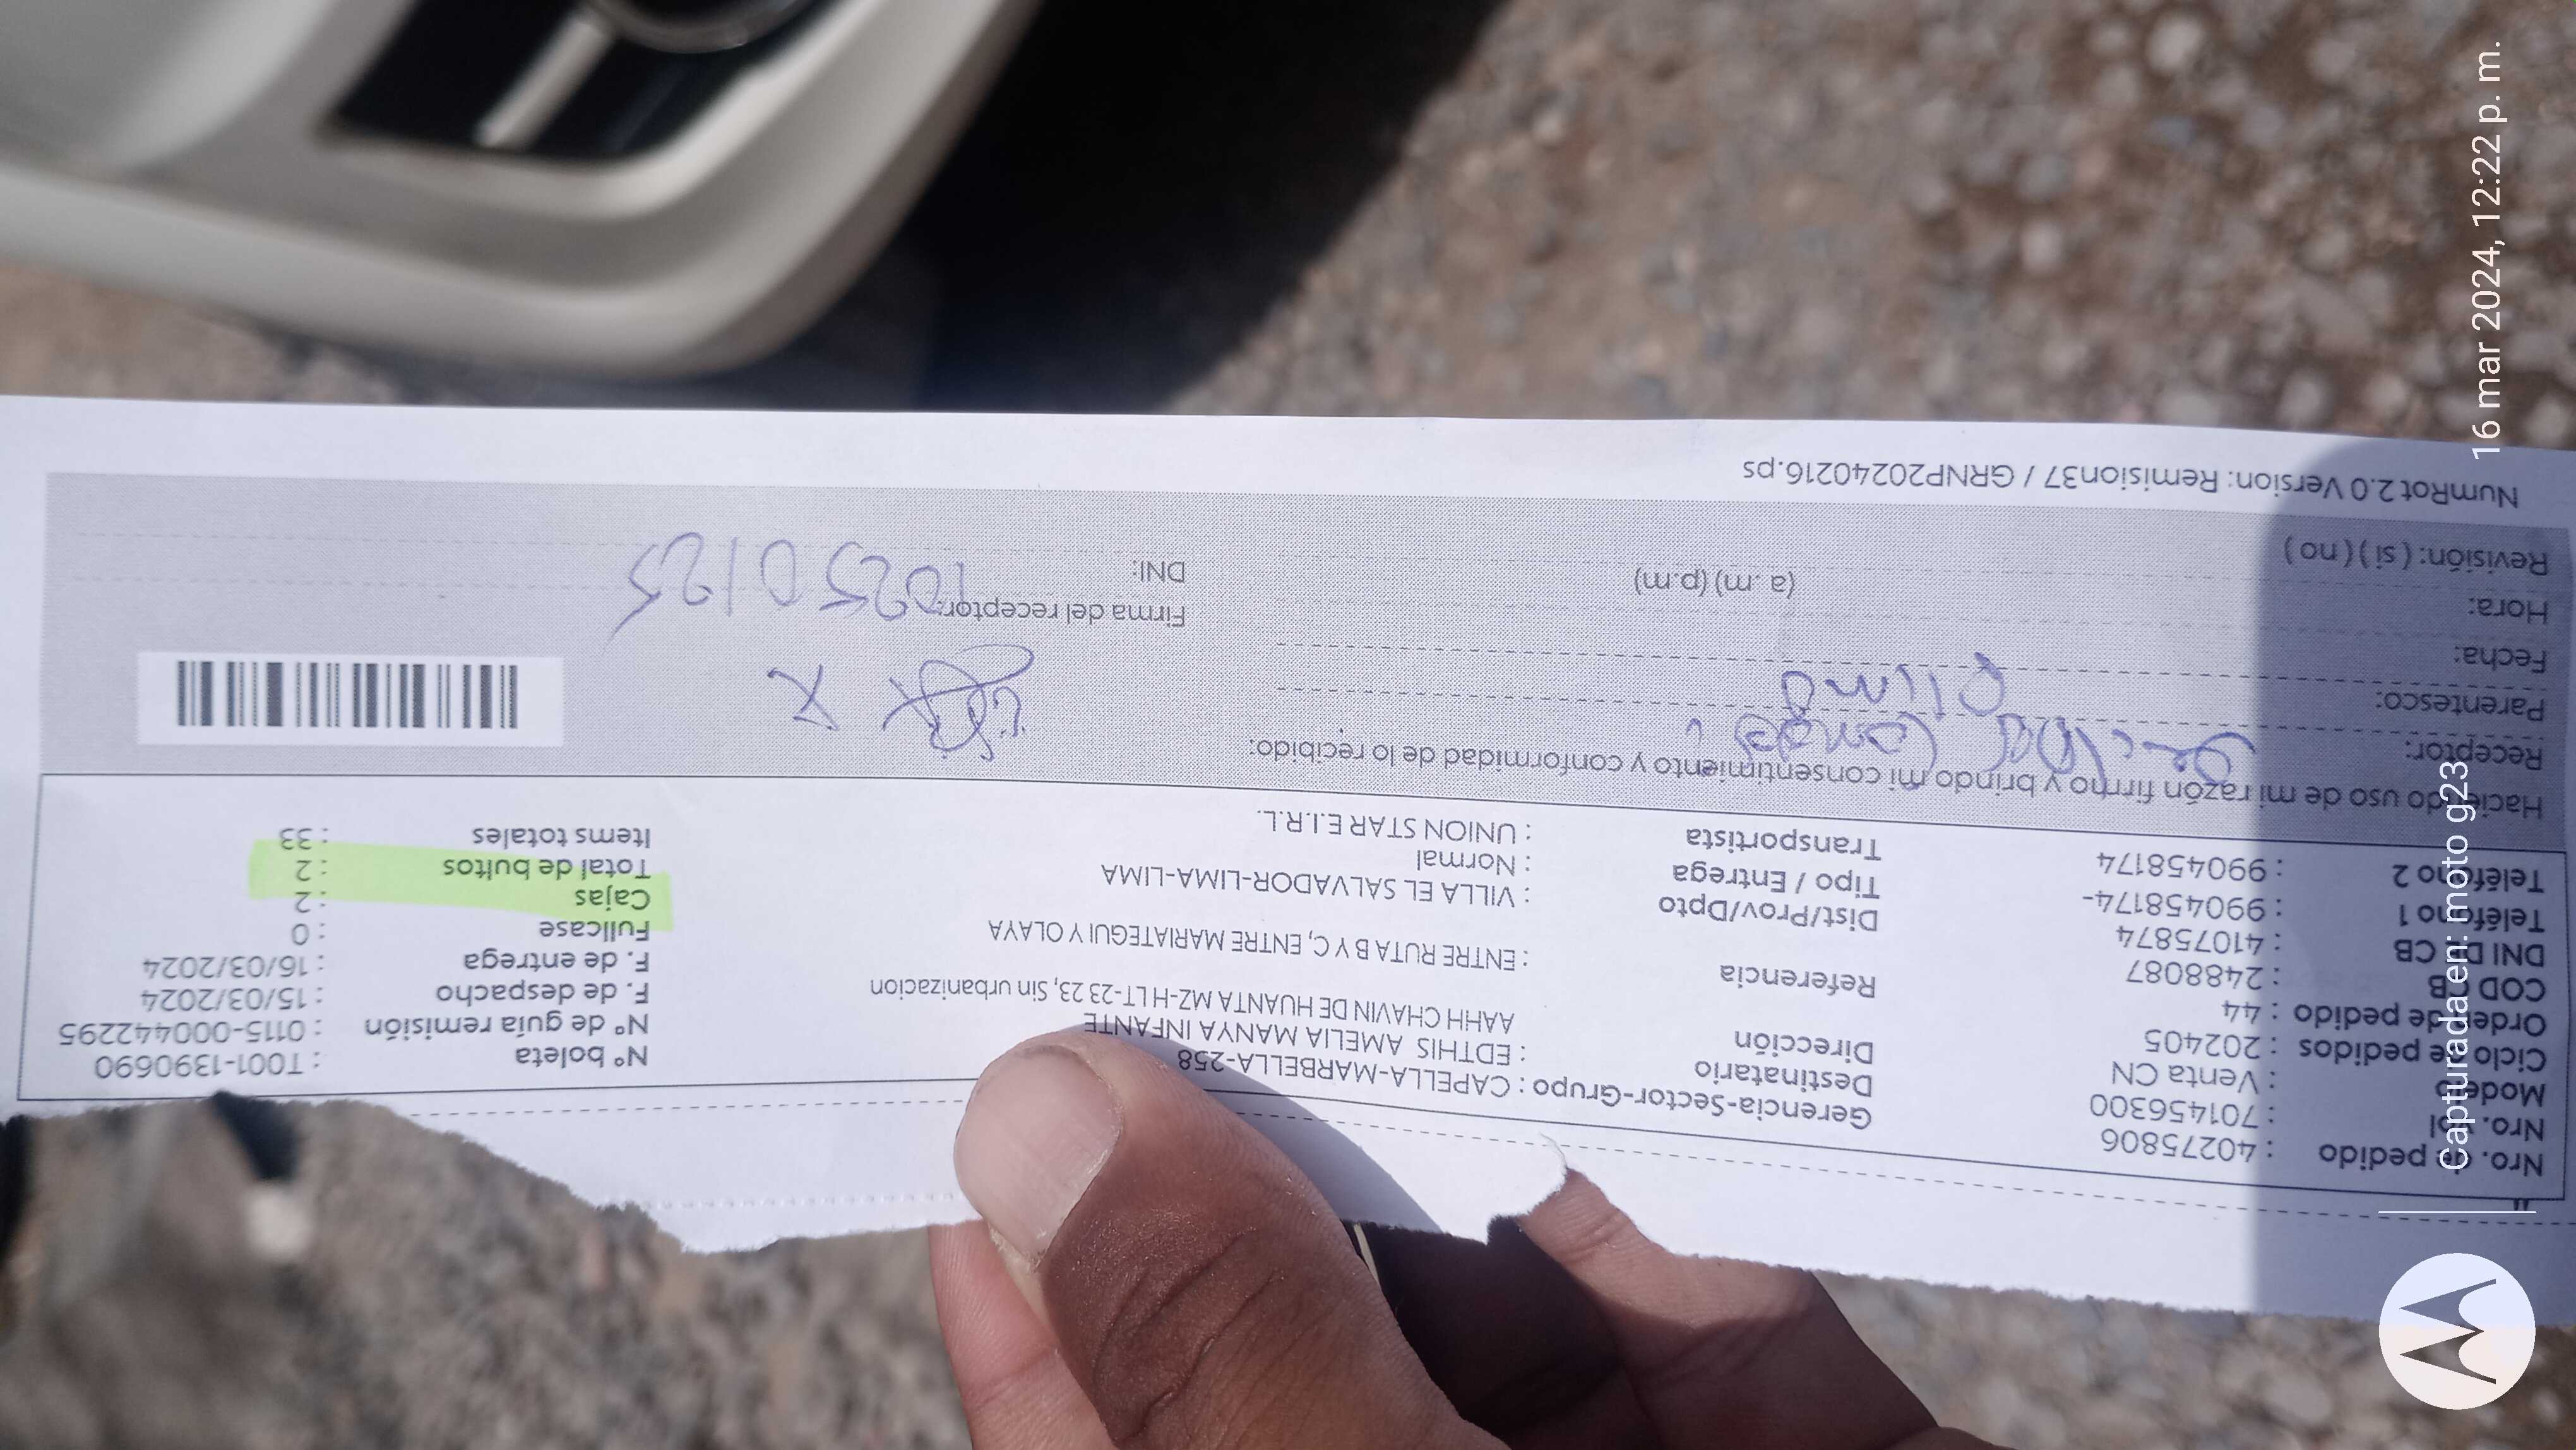 Nro. de pedido : 40275806
Nro. Sol : 701456300
Modelo : Venta CN
Ciclo de pedidos : 202405
Orden de pedido : 44
COD CB : 2488087
DNI DE CB : 41075874
Teléfono 1 : 990458174-
Teléfono 2 : 990458174
Gerencia-Sector-Grupo : CAPELLA-MARBELLA-258
Destinatario : EDTHIS AMELIA MANYA INFANTE
Dirección AAHH CHAVIN DE HUANTA MZ-H LT-23 23, Sin urbanizacion
Referencia : ENTRE RUTA B Y C, ENTRE MARIATEGUI Y OLAYA
Dist/Prov/Dpto : VILLA EL SALVADOR-LIMA-LIMA
Tipo / Entrega : Normal
Transportista : UNION STAR E.I.R.L.
N° boleta : T001-1390690
N° de guía remisión : 0115-000442295
F. de despacho : 15/03/2024
F. de entrega : 16/03/2024
Fullcase : 0
Cajas : 2
Total de bultos : 2
Items totales : 33
Haciendo uso de mi razón firmo y brindo mi consentimiento y conformidad de lo recibido:
Receptor:
Parentesco: Prima
Fecha:
Hora: (a .m) (p.m)
Revisión: ( si ) ( no )
X
Firma del receptor:
DNI: 10250125
NumRot 2.0 Version: Remision37 / GRNP20240216.ps
Capturada en: moto g23
16 mar 2024, 12:22 p. m.